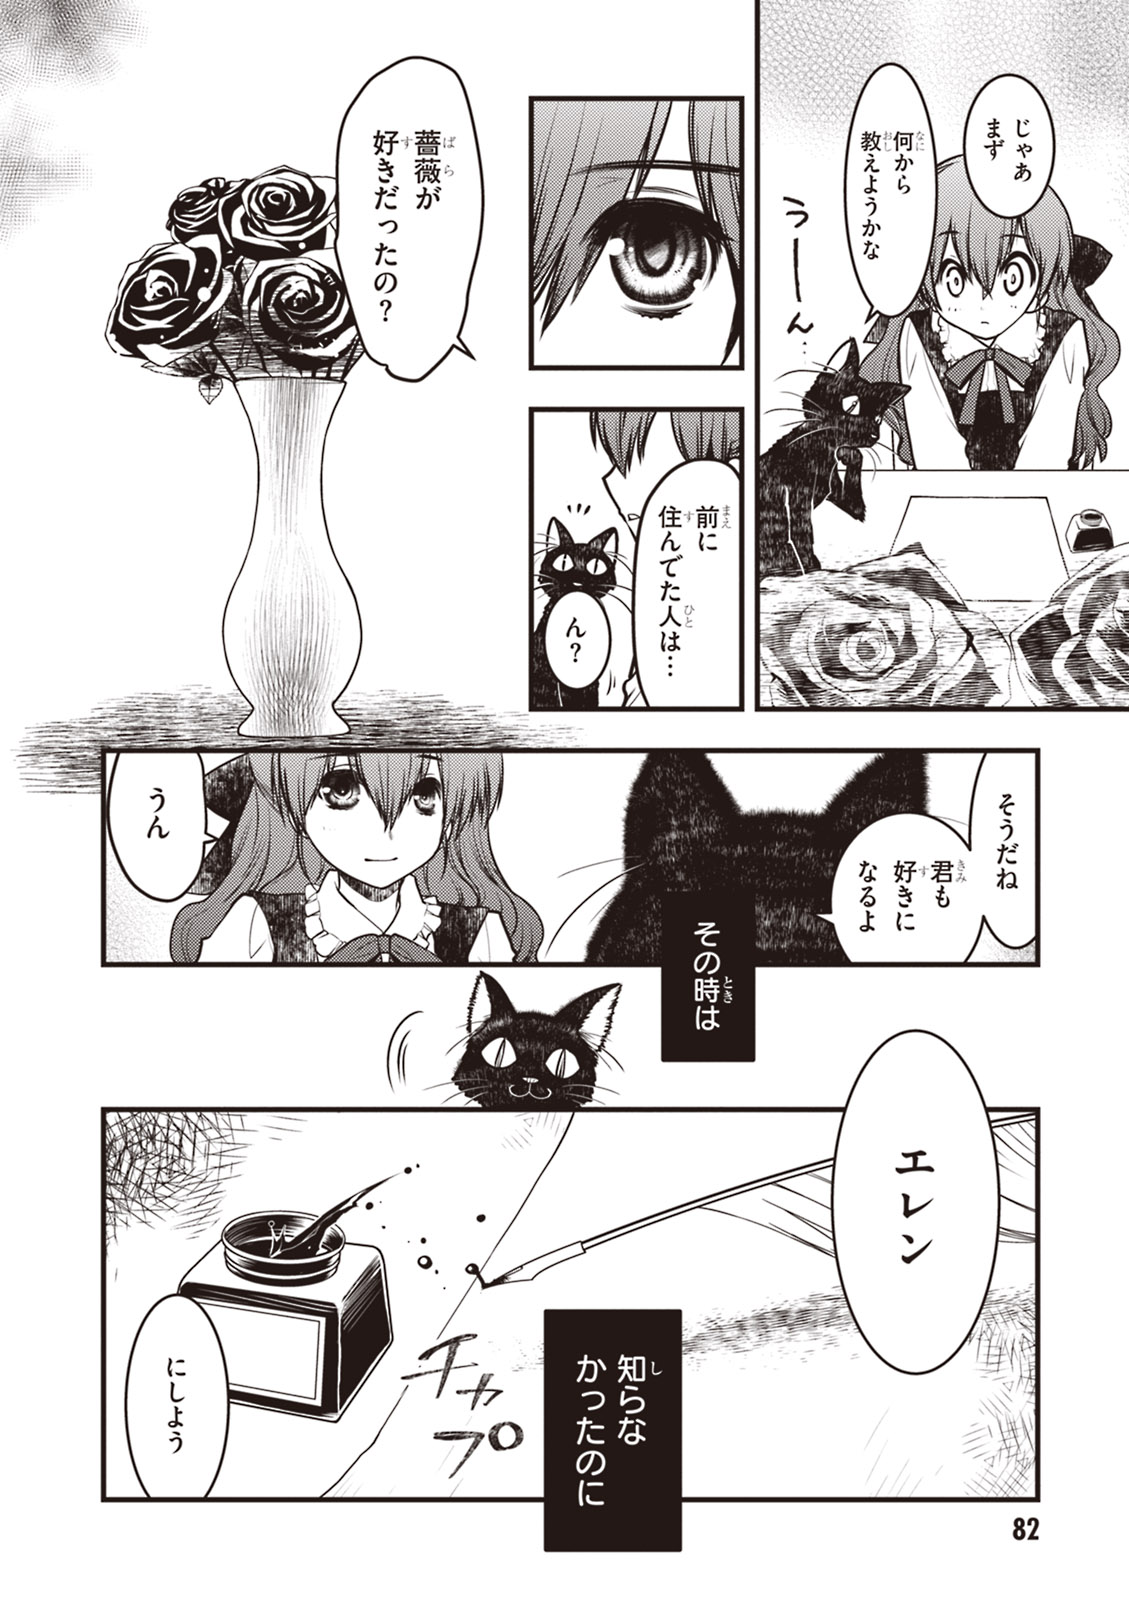 じゃあ
まず
何から
教えようかな
うーん…
前に
住んでた人は…
ん?
薔薇が
好きだったの?
そうだね
君も
好きに
なるよ
うん
その時は
エレン
知らな
かったのに
チャプ
にしよう
82